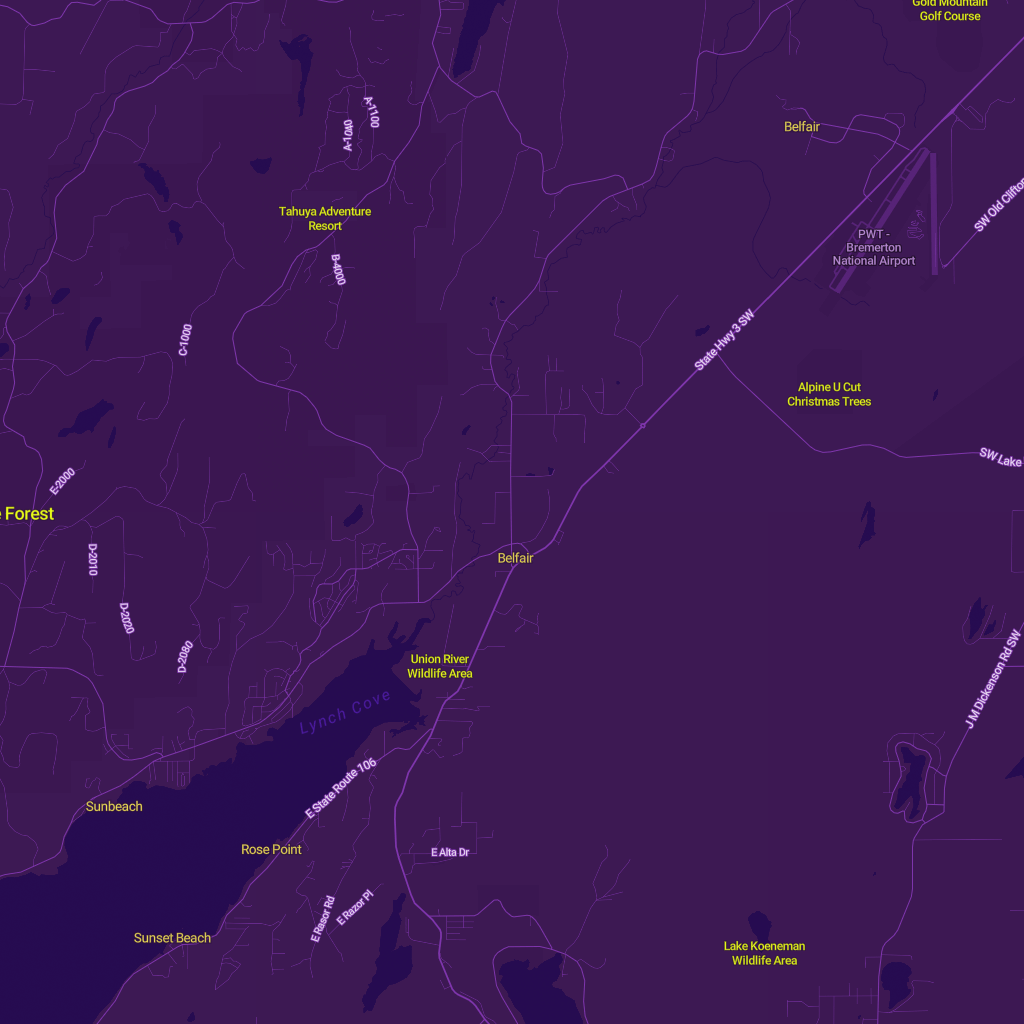 Gold Mountain
Golf Course
A-1100
A-1010
Belfair
Tahuya Adventure
Resort
SW Old Clifton
PWT -
Bremerton
National Airport
B-4000
C-1000
State Hwy 3 SW
Alpine U Cut
Christmas Trees
SW Lake
E-2000
e Forest
D-2010
Belfair
D-2020
D-2080
Union River
Wildlife Area
J M Dickenson Rd SW
Lynch Cove
E State Route 106
Sunbeach
Rose Point
E Alta Dr
E Rasor Rd
E Razor Pl
Sunset Beach
Lake Koeneman
Wildlife Area